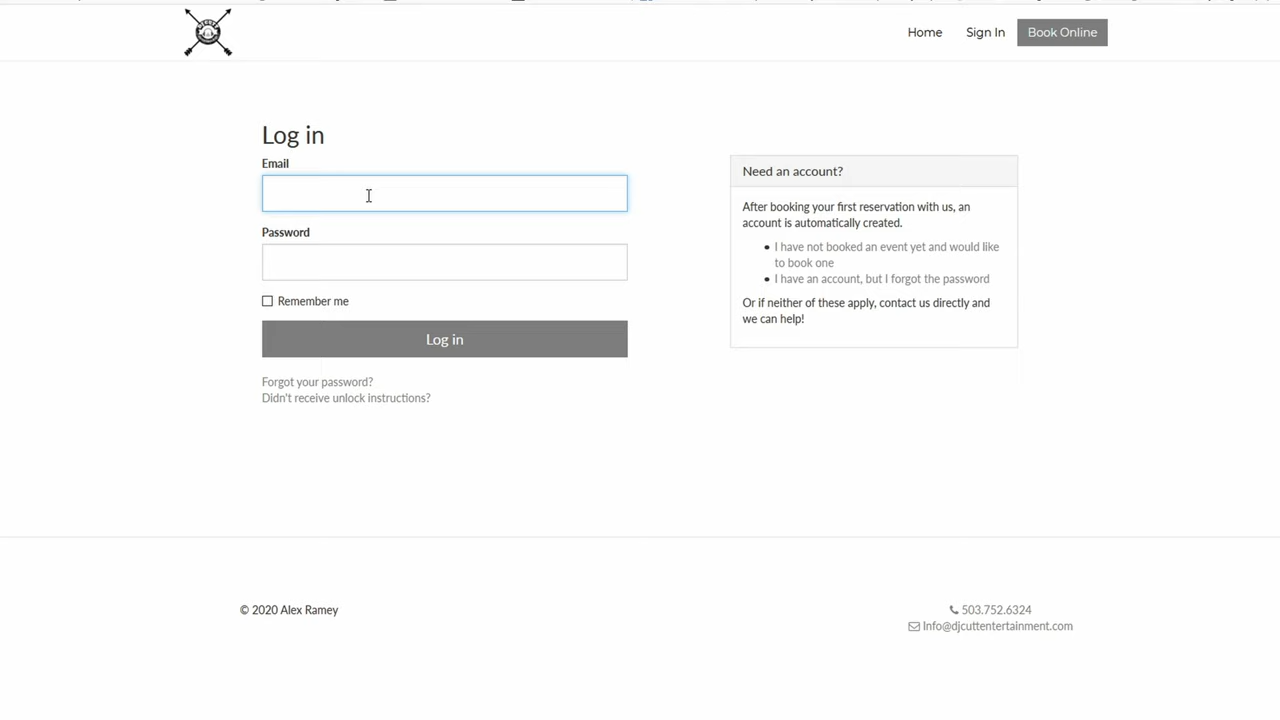 Home
Sign In
Book Online
Log in
Email
Password
Remember me
Log in
Forgot your password?
Didn't receive unlock instructions?
Need an account?
After booking your first reservation with us, an
account is automatically created.
I have not booked an event yet and would like
to book one
I have an account, but I forgot the password
Or if neither of these apply, contact us directly and
we can help!
© 2020 Alex Ramey
503.752.6324
Info@djcuttentertainment.com